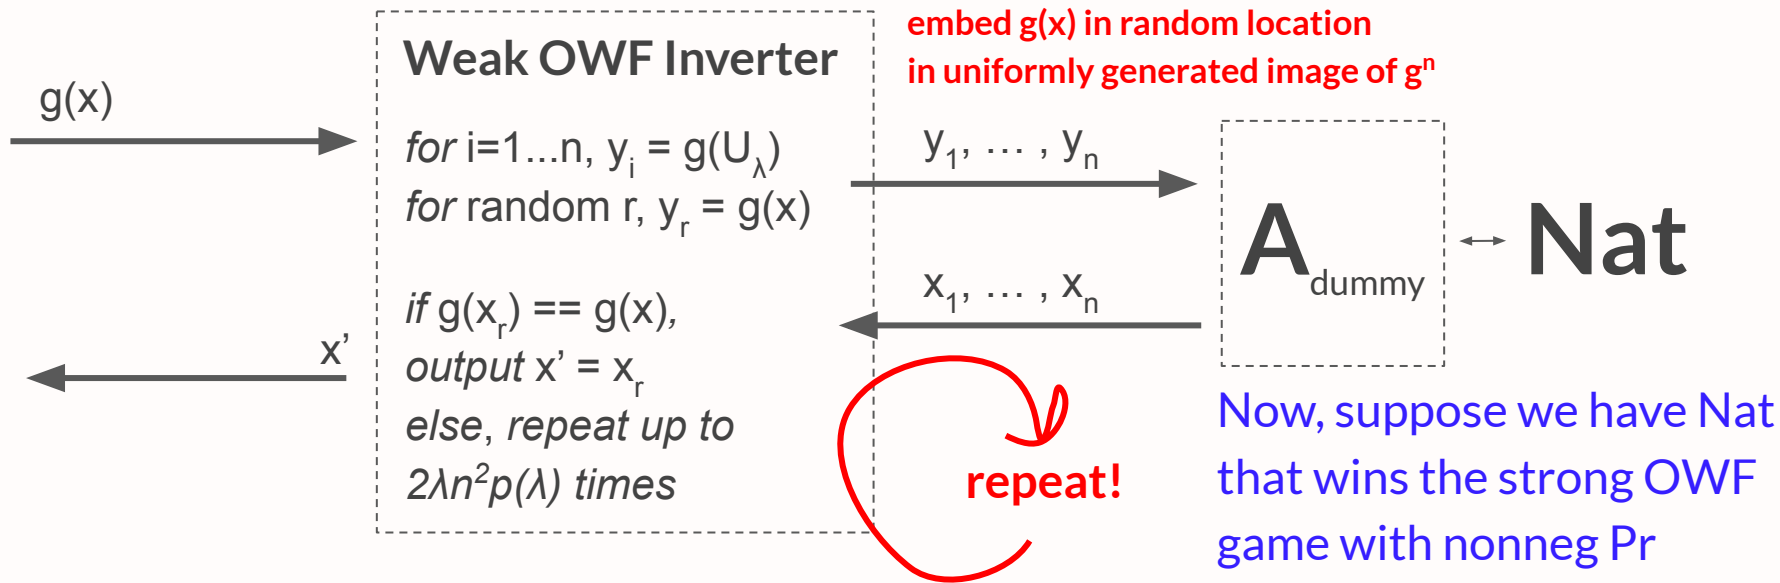 embed g(x) in random location
in uniformly generated image of gⁿ
Weak OWF Inverter
g(x)
for i=1...n, yᵢ = g(U_λ)
for random r, yᵣ = g(x)
if g(xᵣ) == g(x),
output x’ = xᵣ
else, repeat up to
2λn²p(λ) times
x’
y₁, … , yₙ
x₁, … , xₙ
repeat!
A_dummy
Nat
Now, suppose we have Nat
that wins the strong OWF
game with nonneg Pr